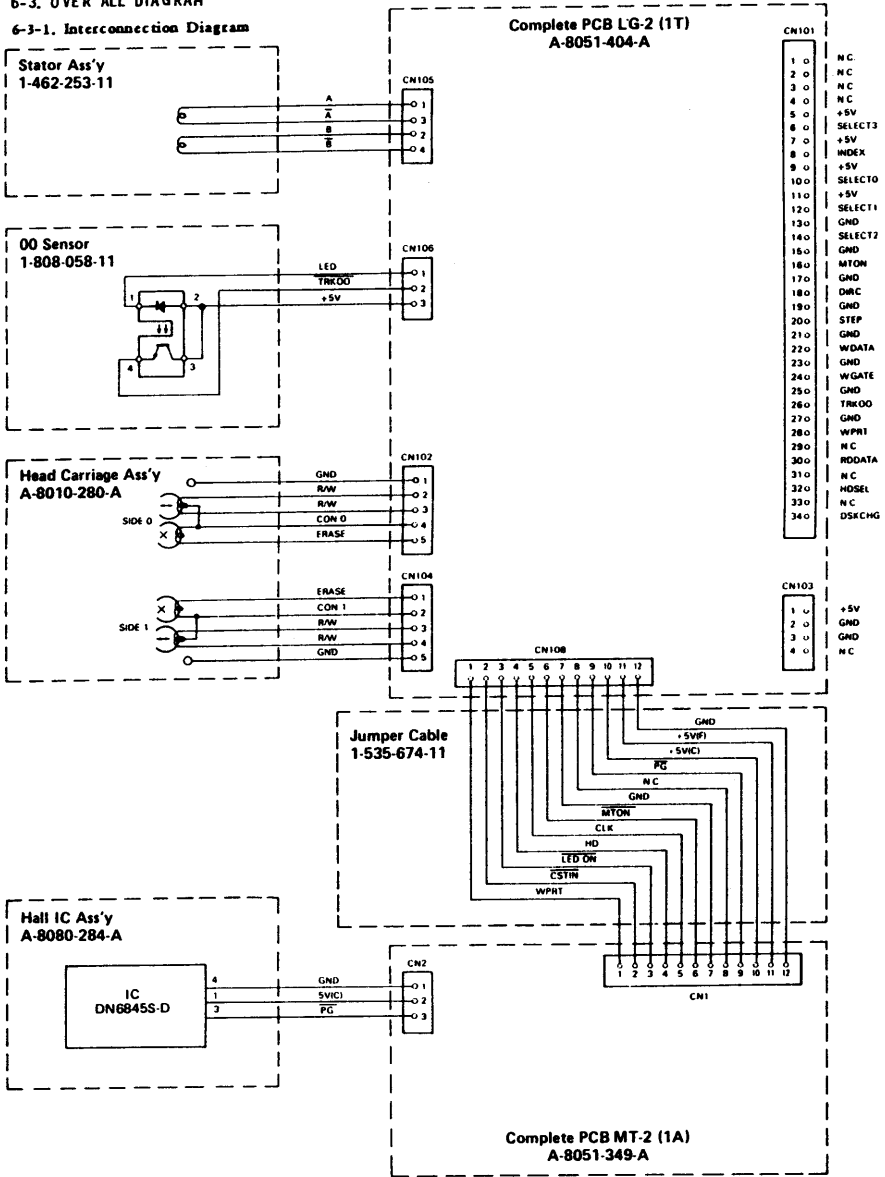 6-3. OVER ALL DIAGRAM
6-3-1. Interconnection Diagram
Stator Ass'y
1-462-253-11
CN105
A
A
B
B
1
3
2
4
00 Sensor
1-808-058-11
CN106
LED
TRK00
+5V
1
2
3
1
2
4
3
Head Carriage Ass'y
A-8010-280-A
CN102
GND
R/W
R/W
CON 0
ERASE
1
2
3
4
5
SIDE 0
CN104
ERASE
CON 1
R/W
R/W
GND
1
2
3
4
5
SIDE 1
Complete PCB LG-2 (1T)
A-8051-404-A
CN101
1 NC
2 NC
3 NC
4 NC
5 +5V
6 SELECT3
7 +5V
8 INDEX
9 +5V
10 SELECT0
11 +5V
12 SELECT1
13 GND
14 SELECT2
15 GND
16 MTON
17 GND
18 DIRC
19 GND
20 STEP
21 GND
22 WDATA
23 GND
24 WGATE
25 GND
26 TRK00
27 GND
28 WPRT
29 NC
30 RDDATA
31 NC
32 HDSEL
33 NC
34 DSKCHG
CN103
1 +5V
2 GND
3 GND
4 NC
CN108
1 2 3 4 5 6 7 8 9 10 11 12
Jumper Cable
1-535-674-11
GND
+5V(F)
+5V(C)
PG
NC
GND
MTON
CLK
HD
LED ON
CSTIN
WPRT
1 2 3 4 5 6 7 8 9 10 11 12
CN1
Hall IC Ass'y
A-8080-284-A
IC
DN6845S-D
4
1
3
GND
5V(C)
PG
CN2
1
2
3
Complete PCB MT-2 (1A)
A-8051-349-A